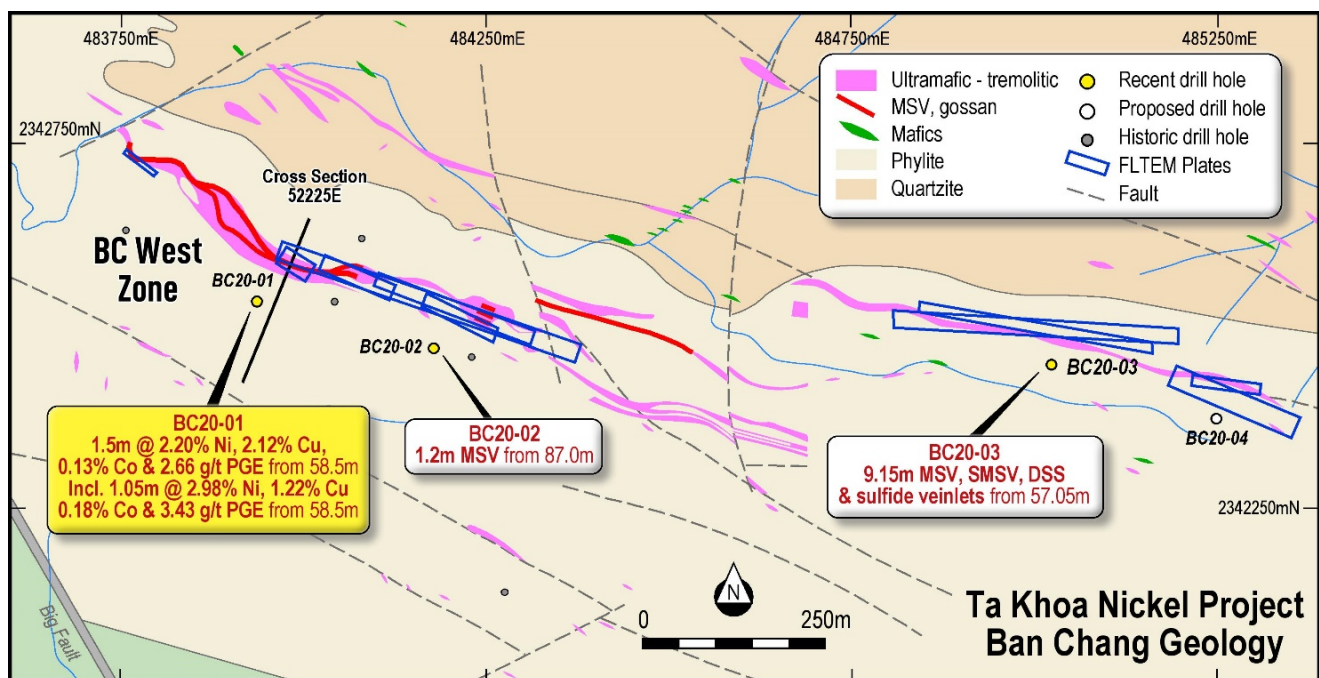 483750mE
484250mE
484750mE
485250mE
Ultramafic - tremolitic
MSV, gossan
Mafics
Phylite
Quartzite
Recent drill hole
Proposed drill hole
Historic drill hole
FLTEM Plates
Fault
2342750mN
Cross Section
52225E
BC West
Zone
BC20-01
BC20-02
BC20-03
BC20-04
BC20-01
1.5m @ 2.20% Ni, 2.12% Cu,
0.13% Co & 2.66 g/t PGE from 58.5m
Incl. 1.05m @ 2.98% Ni, 1.22% Cu
0.18% Co & 3.43 g/t PGE from 58.5m
BC20-02
1.2m MSV from 87.0m
BC20-03
9.15m MSV, SMSV, DSS
& sulfide veinlets from 57.05m
2342250mN
Big Fault
N
0
250m
Ta Khoa Nickel Project
Ban Chang Geology